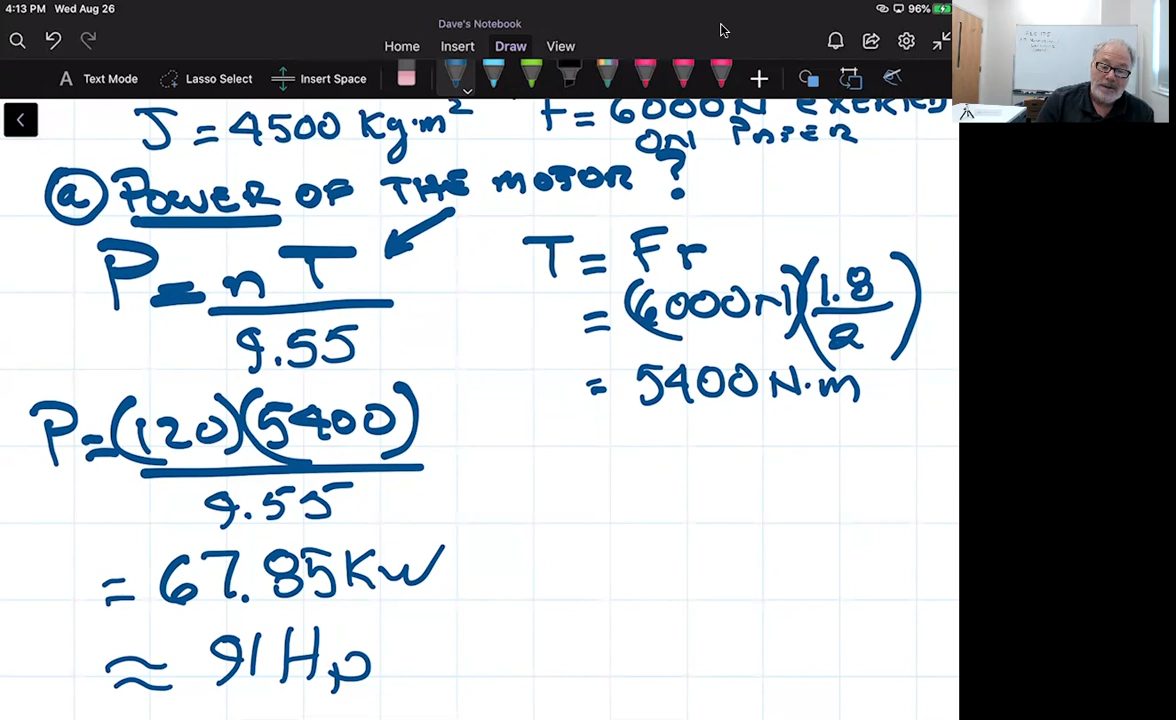 4:13 PM Wed Aug 26
96%
Dave's Notebook
Home Insert Draw View
Text Mode Lasso Select Insert Space
J = 4500 Kg·m² F = 6000N EXERTED
ON PAPER
ⓐ POWER OF THE MOTOR?
P = nT
9.55
T = Fr
= (6000N)(1.8
2)
= 5400 N·m
P = (120)(5400)
9.55
= 67.85 KW
≈ 91 Hp